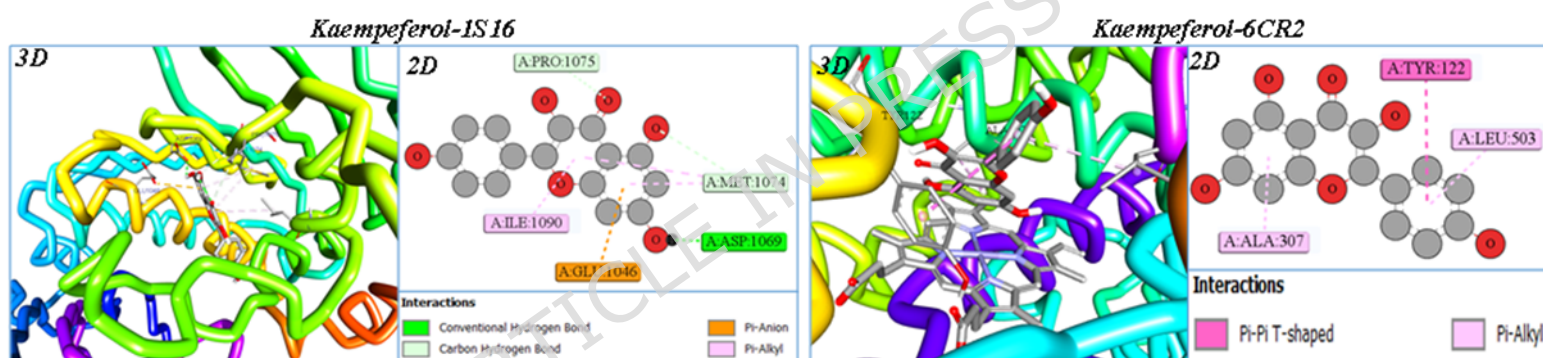 Kaempeferol-1S16
3D
2D
A:PRO:1075
O
O
O
O
O
O
A:MET:1074
A:ILE:1090
A:ASP:1069
A:GLU:1046
Interactions
Conventional Hydrogen Bond
Carbon Hydrogen Bond
Pi-Anion
Pi-Alkyl
Kaempeferol-6CR2
3D
2D
A:TYR:122
O
O
O
O
O
O
A:LEU:503
A:ALA:307
Interactions
Pi-Pi T-shaped
Pi-Alkyl
ARTICLE IN PRESS